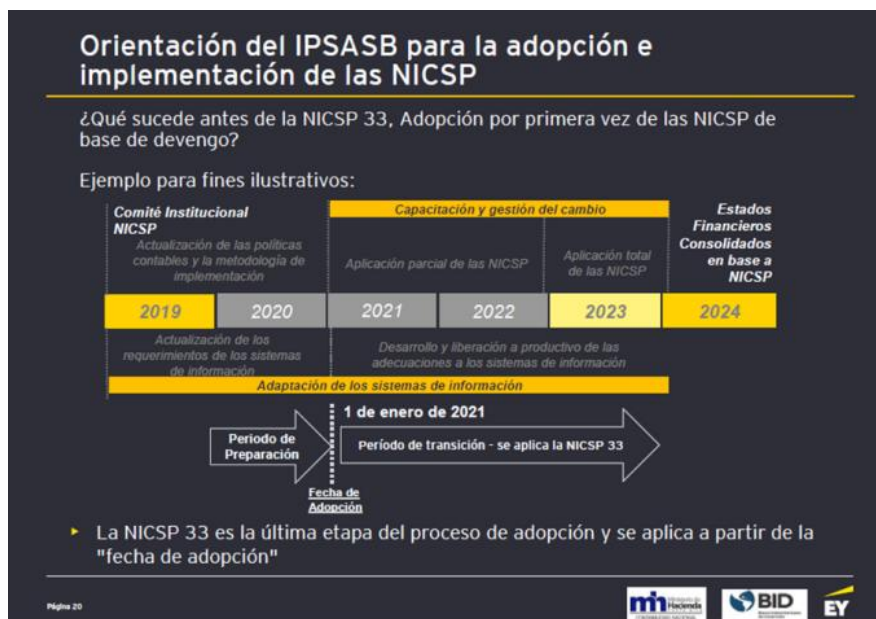 Orientación del IPSASB para la adopción e
implementación de las NICSP
¿Qué sucede antes de la NICSP 33, Adopción por primera vez de las NICSP de
base de devengo?
Ejemplo para fines ilustrativos:
Comité Institucional
NICSP
Actualización de las políticas
contables y la metodología de
implementación
Capacitación y gestión del cambio
Aplicación parcial de las NICSP
Aplicación total
de las NICSP
Estados
Financieros
Consolidados
en base a
NICSP
2019
2020
2021
2022
2023
2024
Actualización de los
requerimientos de los sistemas
de información
Desarrollo y liberación a productivo de las
adecuaciones a los sistemas de información
Adaptación de los sistemas de información
1 de enero de 2021
Periodo de
Preparación
Período de transición - se aplica la NICSP 33
Fecha de
Adopción
La NICSP 33 es la última etapa del proceso de adopción y se aplica a partir de la
"fecha de adopción"
Página 20
mh
Hacienda
BID
EY